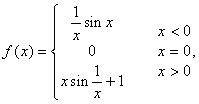 f(x) = { 1/x sin x    x < 0
0    x = 0,
x sin 1/x + 1    x > 0